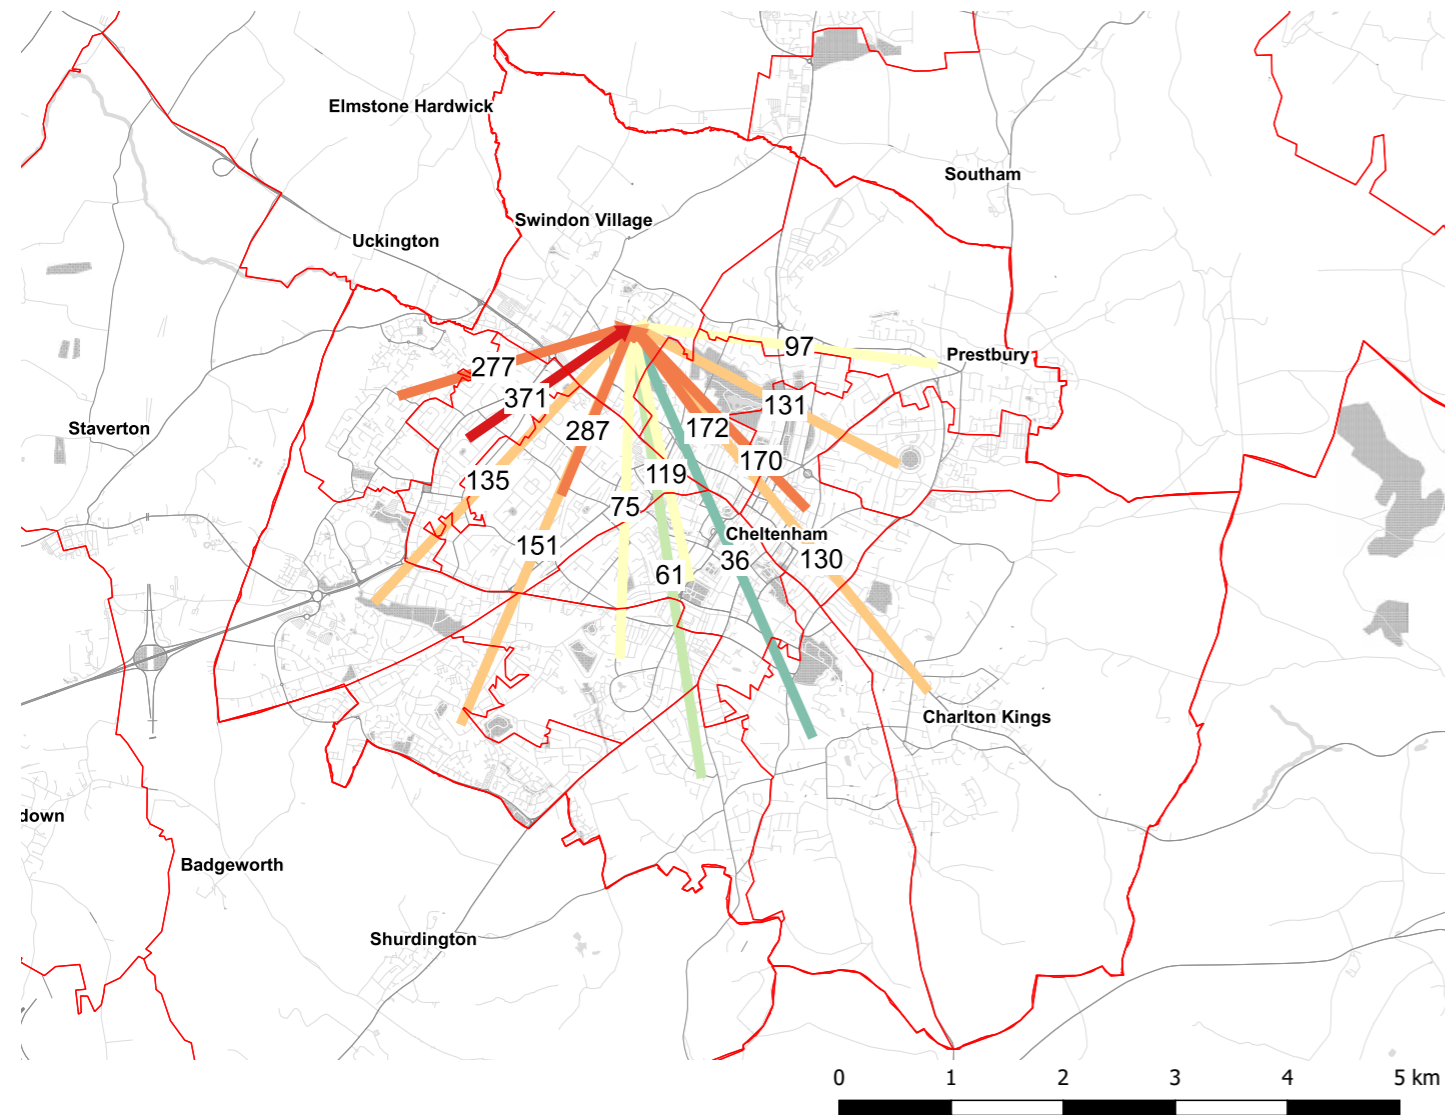 Elmstone Hardwick
Southam
Swindon Village
Uckington
97
Prestbury
277
371
131
Staverton
287
172
170
119
135
75
Cheltenham
151
36
130
61
Charlton Kings
down
Badgeworth
Shurdington
0 1 2 3 4 5 km